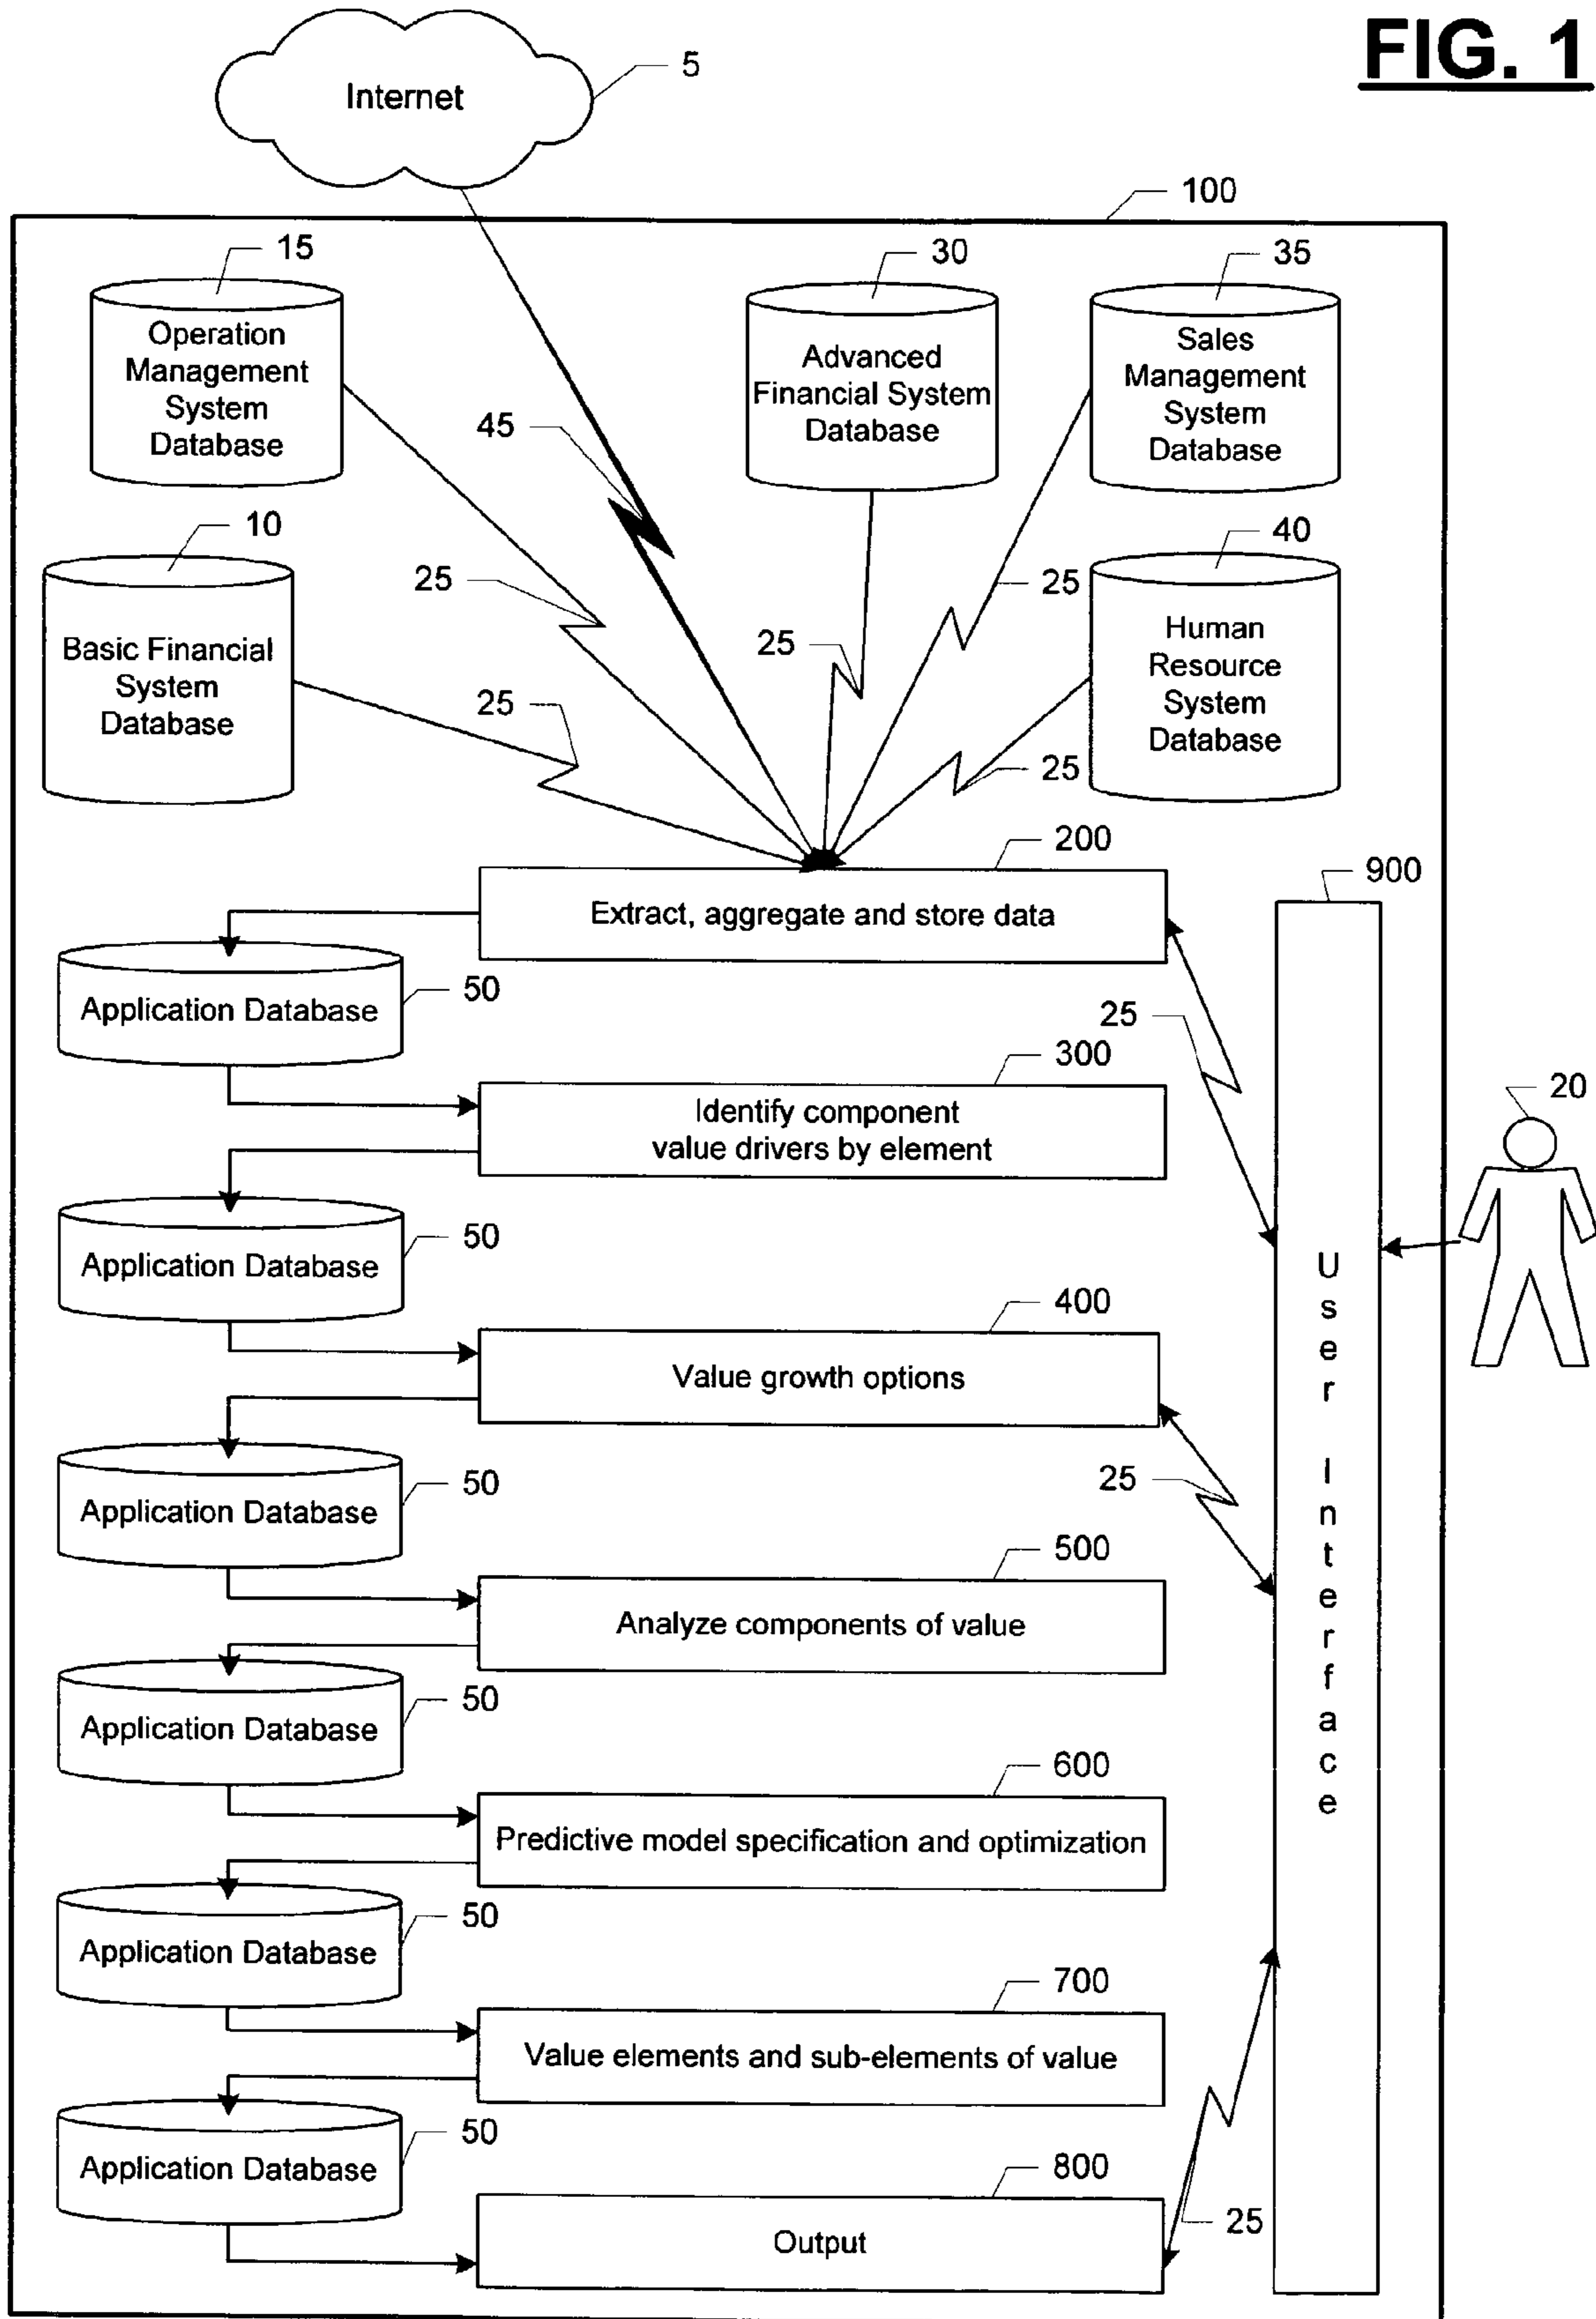 FIG. 1
5
Internet
100
15
30
35
Operation
Management
System
Database
Advanced
Financial System
Database
Sales
Management
System
Database
45
10
40
25
25
Basic Financial
System
Database
25
Human
Resource
System
Database
25
25
200
900
Extract, aggregate and store data
Application Database
50
25
300
20
Identify component
value drivers by element
50
Application Database
400
Value growth options
User Interface
50
25
Application Database
500
Analyze components of value
50
Application Database
600
Predictive model specification and optimization
50
Application Database
700
Value elements and sub-elements of value
50
Application Database
800
25
Output